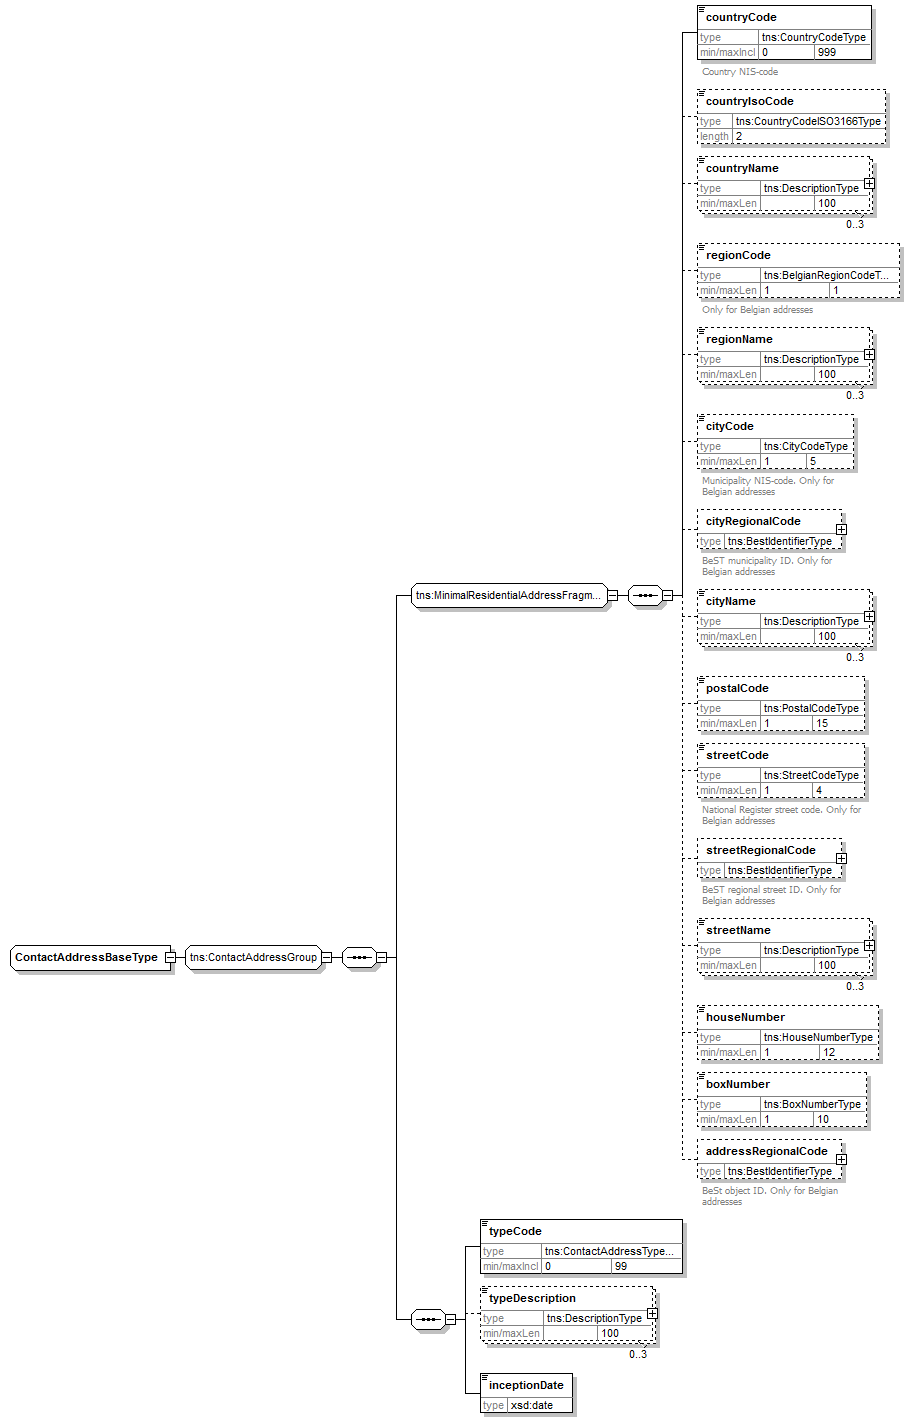 countryCode
type tns:CountryCodeType
min/maxIncl 0 999
Country NIS-code
countryIsoCode
type tns:CountryCodeISO3166Type
length 2
countryName
type tns:DescriptionType
min/maxLen 100
0..3
regionCode
type tns:BelgianRegionCodeT...
min/maxLen 1 1
Only for Belgian addresses
regionName
type tns:DescriptionType
min/maxLen 100
0..3
cityCode
type tns:CityCodeType
min/maxLen 1 5
Municipality NIS-code. Only for
Belgian addresses
cityRegionalCode
type tns:BestIdentifierType
BeST municipality ID. Only for
Belgian addresses
tns:MinimalResidentialAddressFragm...
cityName
type tns:DescriptionType
min/maxLen 100
0..3
postalCode
type tns:PostalCodeType
min/maxLen 1 15
streetCode
type tns:StreetCodeType
min/maxLen 1 4
National Register street code. Only for
Belgian addresses
streetRegionalCode
type tns:BestIdentifierType
BeST regional street ID. Only for
Belgian addresses
streetName
type tns:DescriptionType
min/maxLen 100
0..3
ContactAddressBaseType
tns:ContactAddressGroup
houseNumber
type tns:HouseNumberType
min/maxLen 1 12
boxNumber
type tns:BoxNumberType
min/maxLen 1 10
addressRegionalCode
type tns:BestIdentifierType
BeSt object ID. Only for Belgian
addresses
typeCode
type tns:ContactAddressType...
min/maxIncl 0 99
typeDescription
type tns:DescriptionType
min/maxLen 100
0..3
inceptionDate
type xsd:date